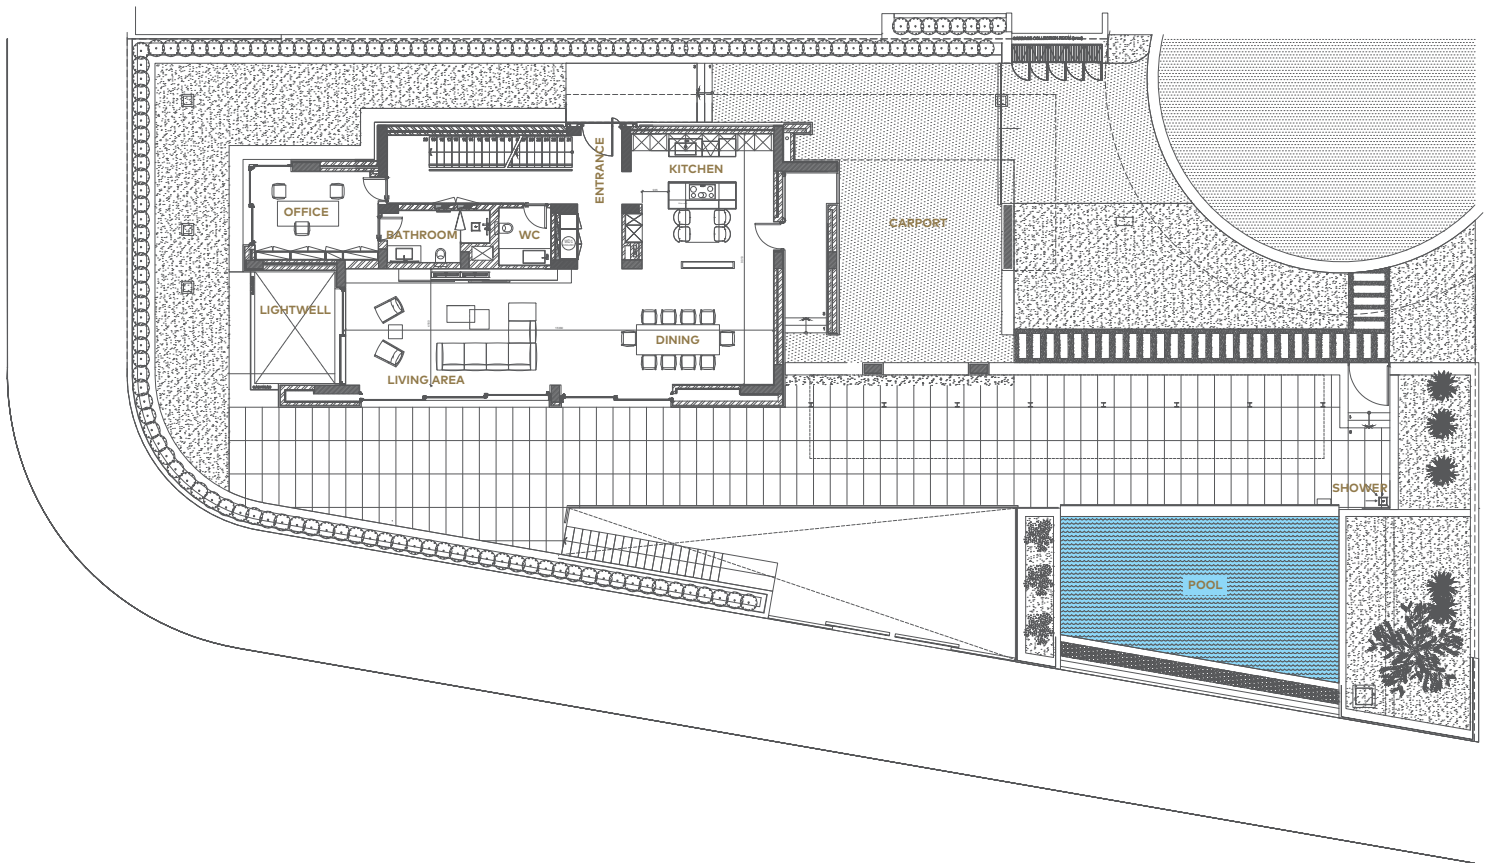 ENTRANCE
KITCHEN
OFFICE
CARPORT
BATHROOM
WC
LIGHTWELL
DINING
LIVING AREA
SHOWER
POOL